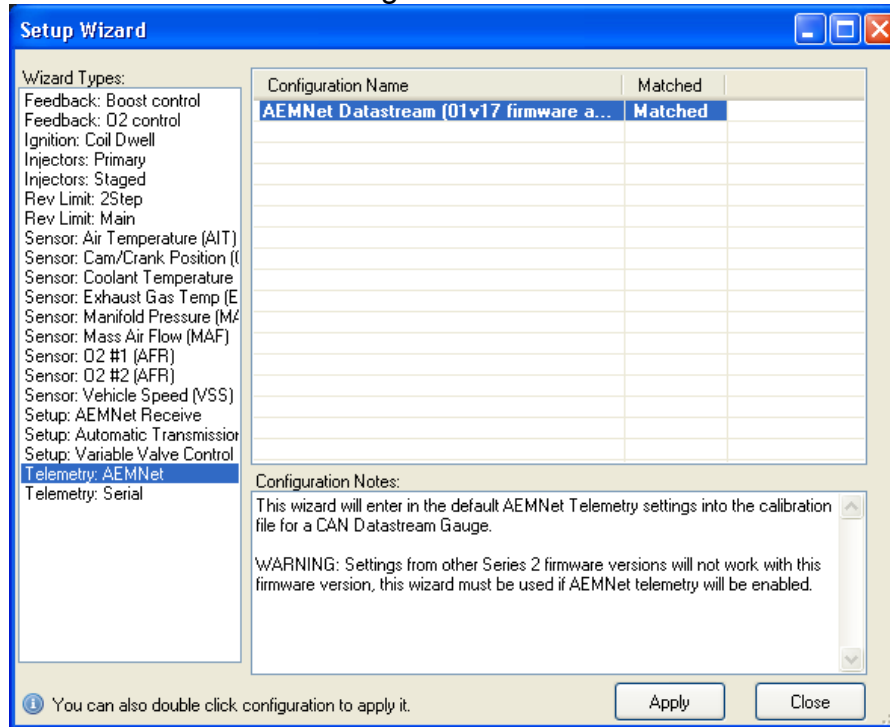 Setup Wizard
Wizard Types:
Feedback: Boost control
Feedback: O2 control
Ignition: Coil Dwell
Injectors: Primary
Injectors: Staged
Rev Limit: 2Step
Rev Limit: Main
Sensor: Air Temperature (AIT)
Sensor: Cam/Crank Position (
Sensor: Coolant Temperature
Sensor: Exhaust Gas Temp (E
Sensor: Manifold Pressure (MA
Sensor: Mass Air Flow (MAF)
Sensor: O2 #1 (AFR)
Sensor: O2 #2 (AFR)
Sensor: Vehicle Speed (VSS)
Setup: AEMNet Receive
Setup: Automatic Transmission
Setup: Variable Valve Control
Telemetry: AEMNet
Telemetry: Serial
Configuration Name Matched
AEMNet Datastream (01v17 firmware a... Matched
Configuration Notes:
This wizard will enter in the default AEMNet Telemetry settings into the calibration
file for a CAN Datastream Gauge.
WARNING: Settings from other Series 2 firmware versions will not work with this
firmware version, this wizard must be used if AEMNet telemetry will be enabled.
You can also double click configuration to apply it.
Apply
Close